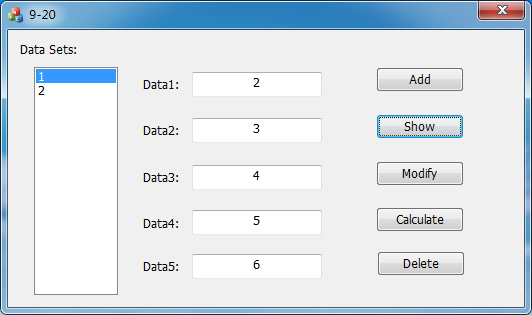 9-20
Data Sets:
1
2
Data1: 2 Add
Data2: 3 Show
Data3: 4 Modify
Data4: 5 Calculate
Data5: 6 Delete